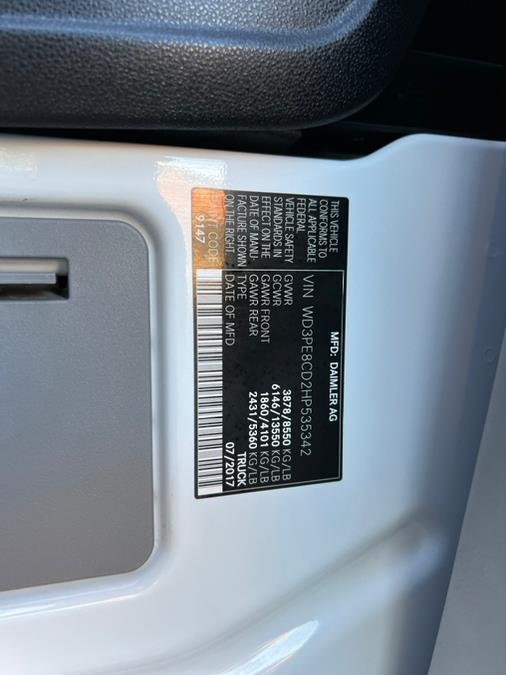 MFD: DAIMLER AG
VIN WD3PE8CD2HP535342
THIS VEHICLE
CONFORMS TO
ALL APPLICABLE
FEDERAL
VEHICLE SAFETY
STANDARDS IN
EFFECT ON THE
DATE OF MANU-
FACTURE SHOWN
ON THE RIGHT
NT CODE
9147
GVWR 3878/8550 KG/LB
GCWR 6146/13550 KG/LB
GAWR FRONT 1860/4101 KG/LB
GAWR REAR 2431/5360 KG/LB
TYPE TRUCK
DATE OF MFD 07/2017